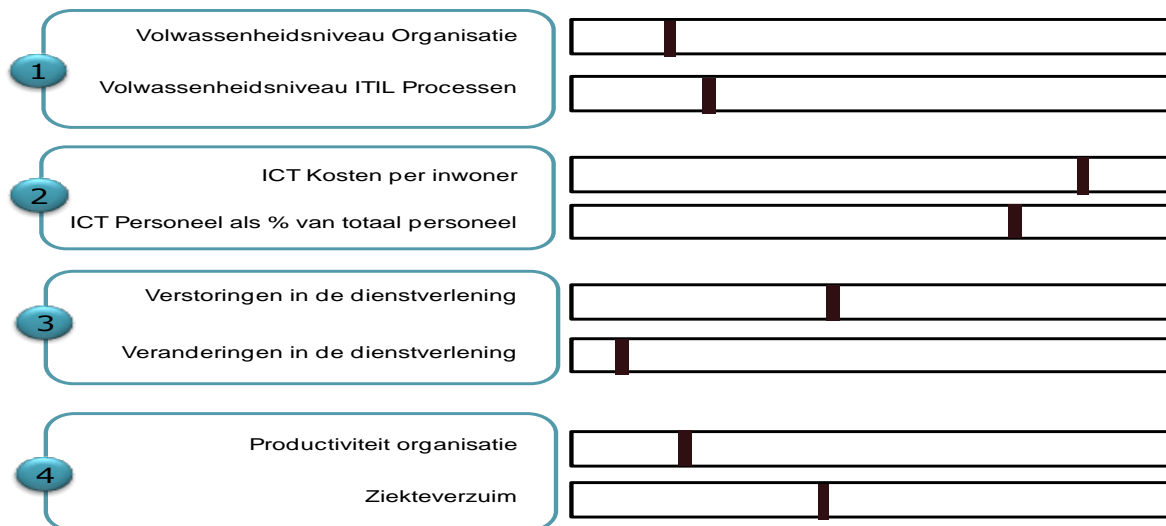 1
Volwassenheidsniveau Organisatie
Volwassenheidsniveau ITIL Processen
2
ICT Kosten per inwoner
ICT Personeel als % van totaal personeel
3
Verstoringen in de dienstverlening
Veranderingen in de dienstverlening
4
Productiviteit organisatie
Ziekteverzuim